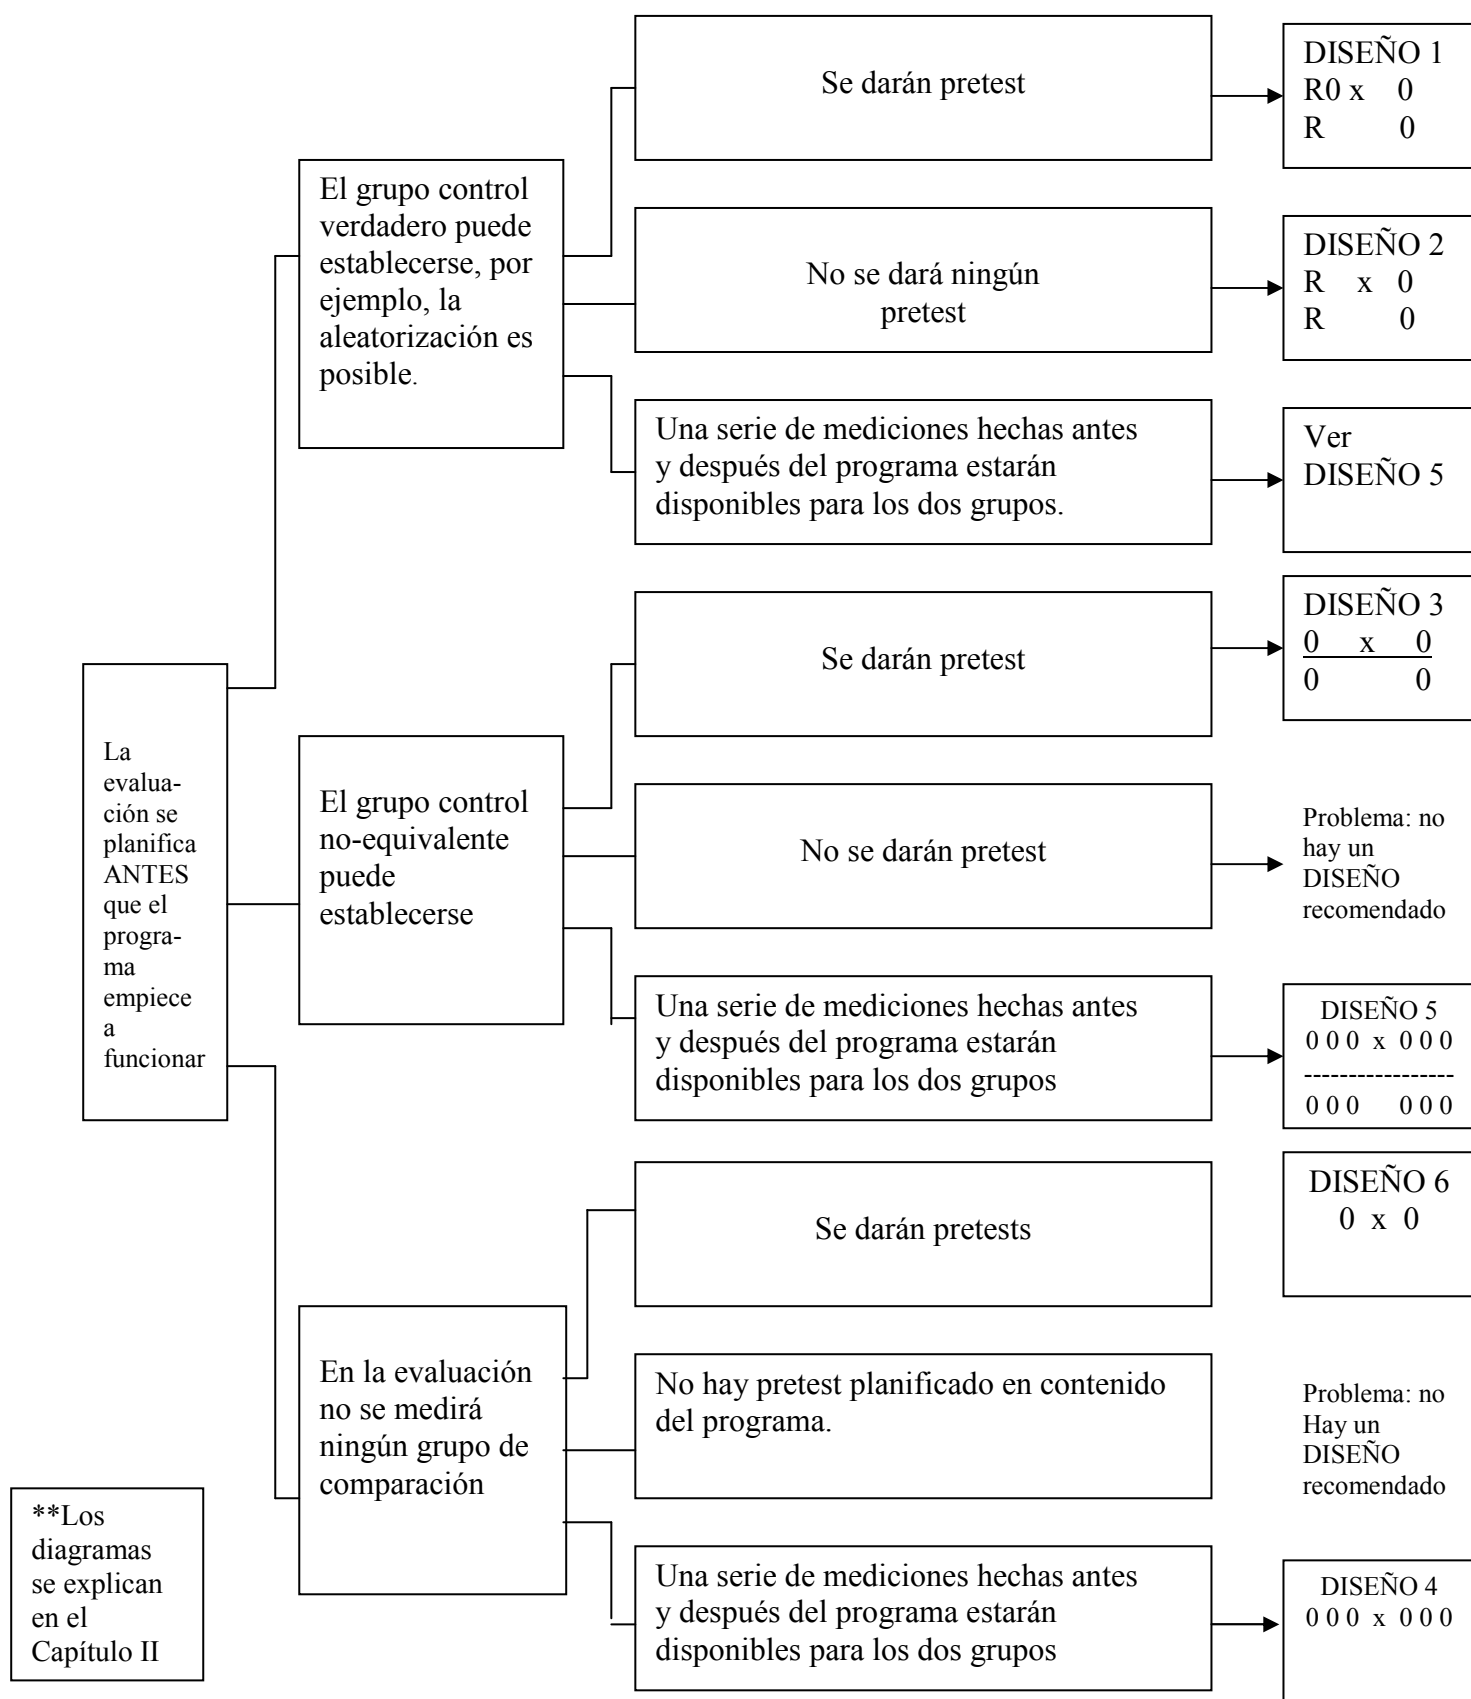 Se darán pretest
DISEÑO 1
R0 x 0
R 0
El grupo control
verdadero puede
establecerse, por
ejemplo, la
aleatorización es
posible.
No se dará ningún
pretest
DISEÑO 2
R x 0
R 0
Una serie de mediciones hechas antes
y después del programa estarán
disponibles para los dos grupos.
Ver
DISEÑO 5
La
evalua-
ción se
planifica
ANTES
que el
progra-
ma
empiece
a
funcionar
Se darán pretest
DISEÑO 3
0 x 0
0 0
El grupo control
no-equivalente
puede
establecerse
No se darán pretest
Problema: no
hay un
DISEÑO
recomendado
Una serie de mediciones hechas antes
y después del programa estarán
disponibles para los dos grupos
DISEÑO 5
0 0 0 x 0 0 0
-----------------
0 0 0 0 0 0
Se darán pretests
DISEÑO 6
0 x 0
En la evaluación
no se medirá
ningún grupo de
comparación
No hay pretest planificado en contenido
del programa.
Problema: no
Hay un
DISEÑO
recomendado
Una serie de mediciones hechas antes
y después del programa estarán
disponibles para los dos grupos
DISEÑO 4
0 0 0 x 0 0 0
**Los
diagramas
se explican
en el
Capítulo II